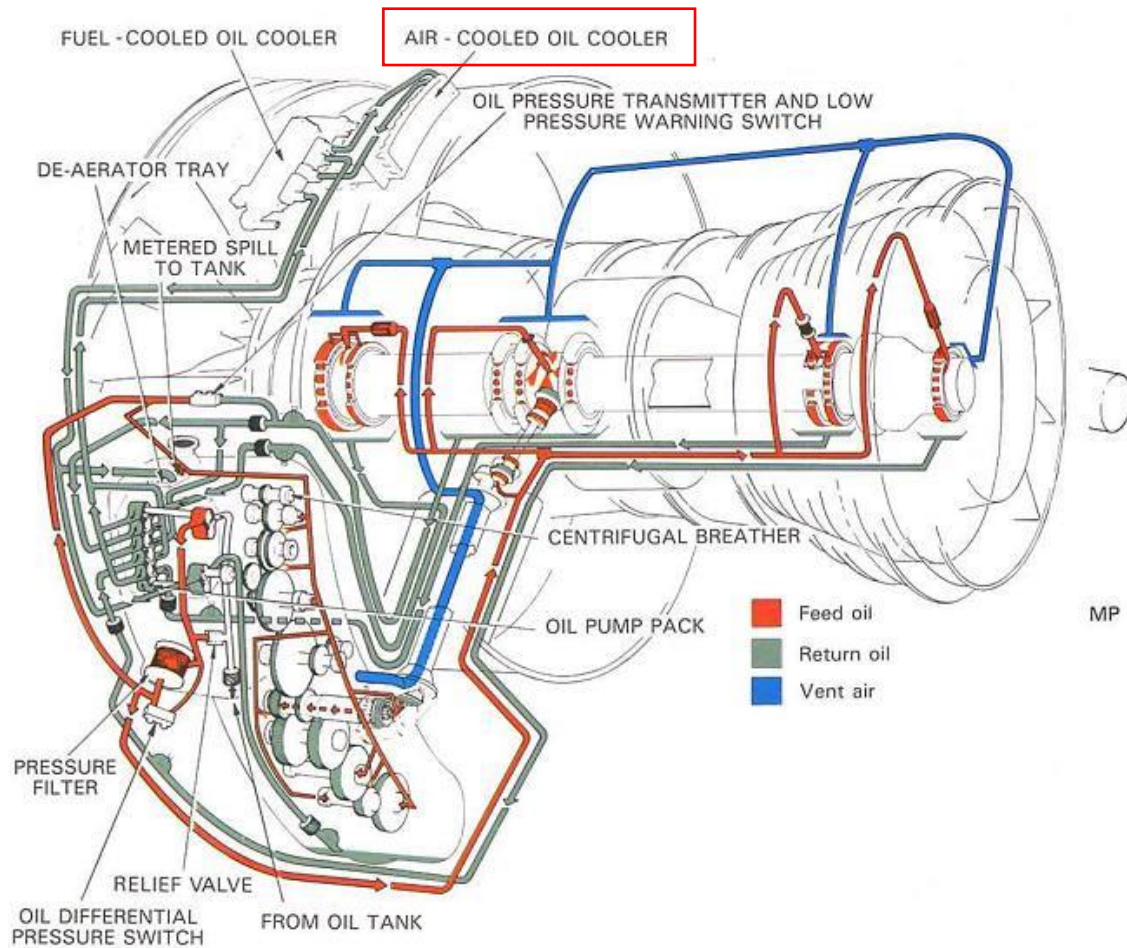 FUEL - COOLED OIL COOLER
AIR - COOLED OIL COOLER
OIL PRESSURE TRANSMITTER AND LOW
PRESSURE WARNING SWITCH
DE-AERATOR TRAY
METERED SPILL
TO TANK
CENTRIFUGAL BREATHER
OIL PUMP PACK
Feed oil
MP
Return oil
Vent air
PRESSURE
FILTER
RELIEF VALVE
FROM OIL TANK
OIL DIFFERENTIAL
PRESSURE SWITCH